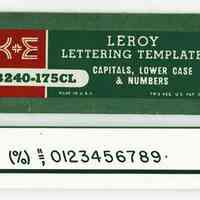 K+E
LEROY
LETTERING TEMPLATE
3240-175CL
CAPITALS, LOWER CASE
& NUMBERS
MADE IN U.S.A.
(%) 0123456789.